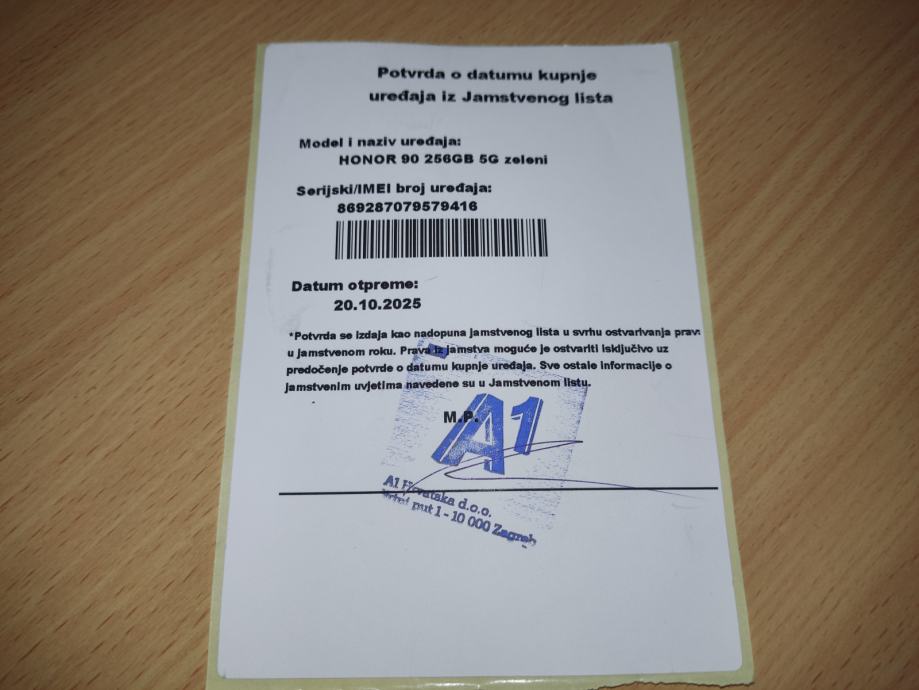 Potvrda o datumu kupnje
uređaja iz Jamstvenog lista
Model i naziv uređaja:
HONOR 90 256GB 5G zeleni
Serijski/IMEI broj uređaja:
869287079579416
Datum otpreme:
20.10.2025
*Potvrda se izdaja kao nadopuna jamstvenog lista u svrhu ostvarivanja prav
u jamstvenom roku. Prava iz jamstva moguće je ostvariti isključivo uz
predočenje potvrde o datumu kupnje uređaja. Sve ostale informacije o
jamstvenim uvjetima navedene su u Jamstvenom listu.
M.P.
A1
A1 Hrvatska d.o.o.
put 1 - 10 000 Zagreb